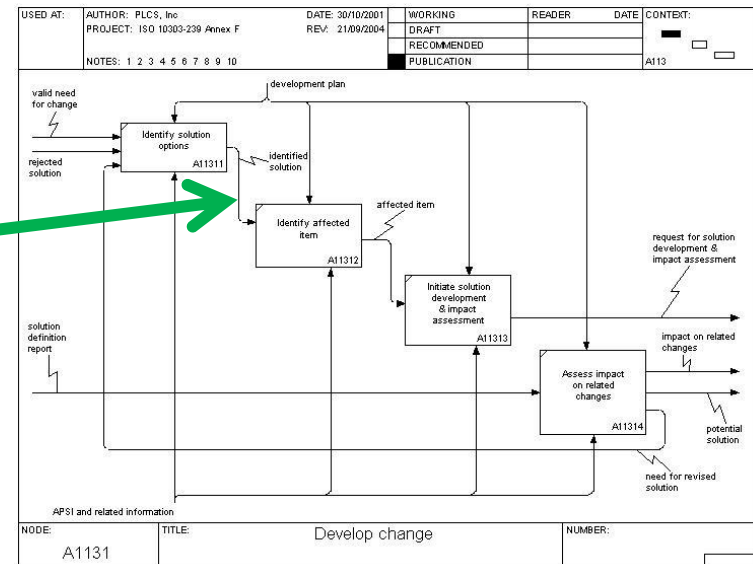 USED AT:
AUTHOR: PLCS, Inc
DATE: 30/10/2001
WORKING
READER
DATE
CONTEXT:
PROJECT: ISO 10303-239 Annex F
REV: 21/09/2004
DRAFT
RECOMMENDED
NOTES: 1 2 3 4 5 6 7 8 9 10
PUBLICATION
A113
development plan
valid need
for change
Identify solution
options
A11311
rejected
solution
identified
solution
affected item
Identify affected
item
A11312
request for solution
development &
impact assessment
Initiate solution
development
& impact
assessment
A11313
solution
definition
report
impact on related
changes
Assess impact
on related
changes
A11314
potential
solution
need for revised
solution
APSI and related information
NODE:
A1131
TITLE:
Develop change
NUMBER: